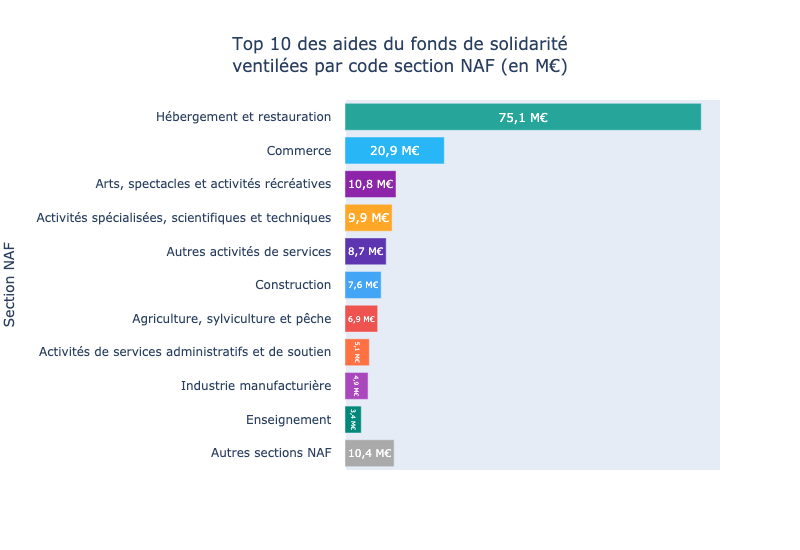 Top 10 des aides du fonds de solidarité
ventilées par code section NAF (en M€)
Section NAF
Hébergement et restauration
75,1 M€
Commerce
20,9 M€
Arts, spectacles et activités récréatives
10,8 M€
Activités spécialisées, scientifiques et techniques
9,9 M€
Autres activités de services
8,7 M€
Construction
7,6 M€
Agriculture, sylviculture et pêche
6,9 M€
Activités de services administratifs et de soutien
5,1 M€
Industrie manufacturière
4,9 M€
Enseignement
3,4 M€
Autres sections NAF
10,4 M€